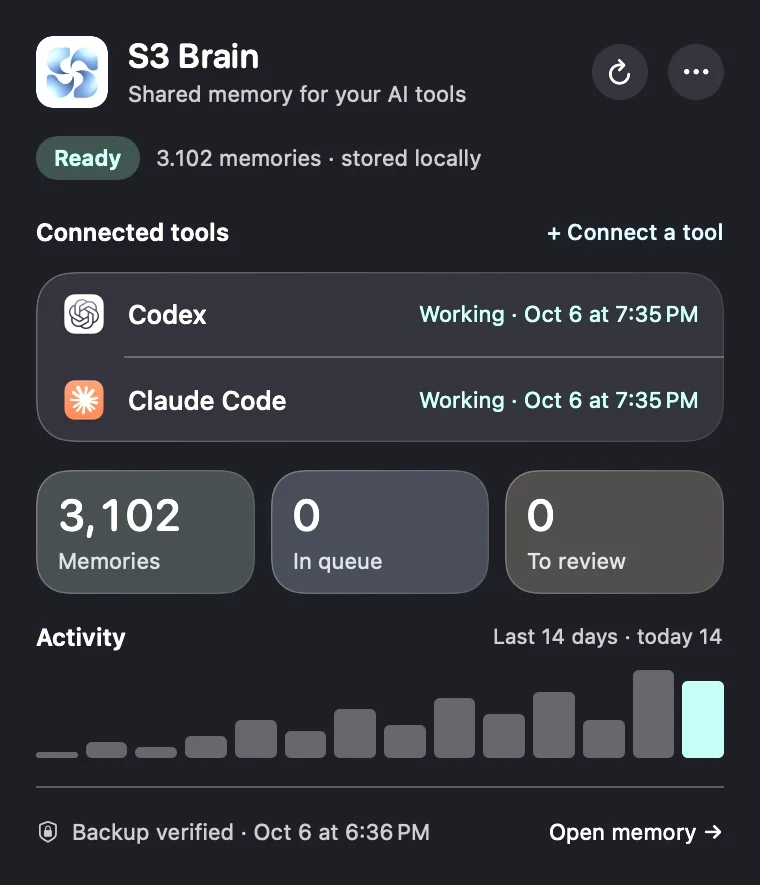 S3 Brain
Shared memory for your AI tools
Ready
3.102 memories · stored locally
Connected tools
+ Connect a tool
Codex
Working · Oct 6 at 7:35 PM
Claude Code
Working · Oct 6 at 7:35 PM
3,102
Memories
0
In queue
0
To review
Activity
Last 14 days · today 14
Backup verified · Oct 6 at 6:36 PM
Open memory →